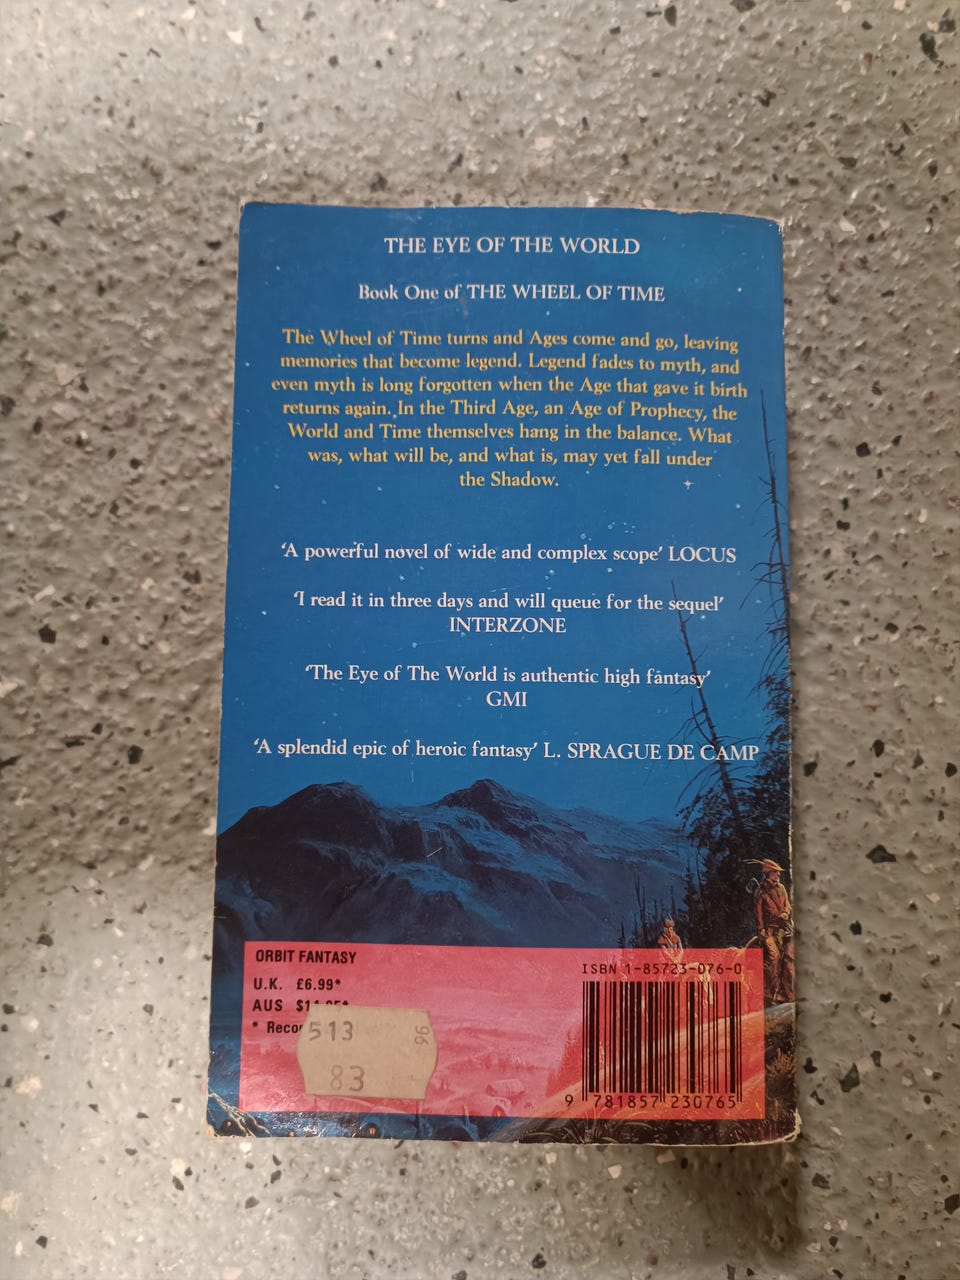 THE EYE OF THE WORLD
Book One of THE WHEEL OF TIME
The Wheel of Time turns and Ages come and go, leaving
memories that become legend. Legend fades to myth, and
even myth is long forgotten when the Age that gave it birth
returns again. In the Third Age, an Age of Prophecy, the
World and Time themselves hang in the balance. What
was, what will be, and what is, may yet fall under
the Shadow.
‘A powerful novel of wide and complex scope’ LOCUS
‘I read it in three days and will queue for the sequel’
INTERZONE
‘The Eye of The World is authentic high fantasy’
GMI
‘A splendid epic of heroic fantasy’ L. SPRAGUE DE CAMP
ORBIT FANTASY
U.K. £6.99*
AUS
*
513
96
83
ISBN 1-85723-076-0
9 781857 230765